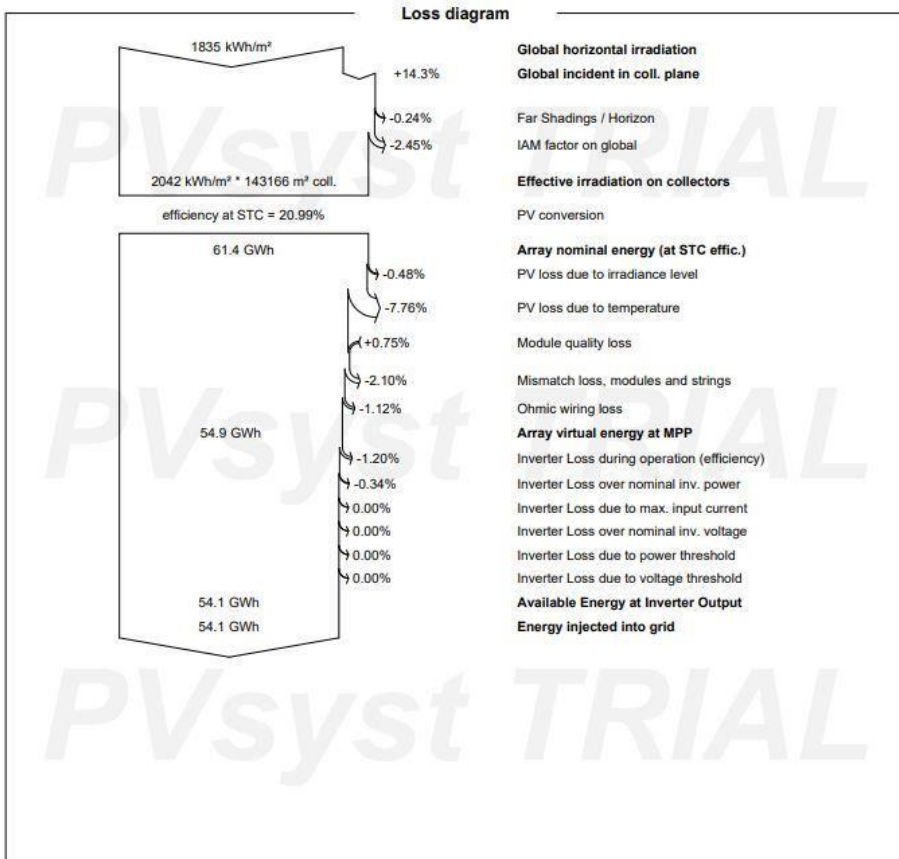 Loss diagram
1835 kWh/m² Global horizontal irradiation
+14.3% Global incident in coll. plane
-0.24% Far Shadings / Horizon
-2.45% IAM factor on global
2042 kWh/m² * 143166 m² coll. Effective irradiation on collectors
efficiency at STC = 20.99% PV conversion
61.4 GWh Array nominal energy (at STC effic.)
-0.48% PV loss due to irradiance level
-7.76% PV loss due to temperature
+0.75% Module quality loss
-2.10% Mismatch loss, modules and strings
-1.12% Ohmic wiring loss
54.9 GWh Array virtual energy at MPP
-1.20% Inverter Loss during operation (efficiency)
-0.34% Inverter Loss over nominal inv. power
0.00% Inverter Loss due to max. input current
0.00% Inverter Loss over nominal inv. voltage
0.00% Inverter Loss due to power threshold
0.00% Inverter Loss due to voltage threshold
54.1 GWh Available Energy at Inverter Output
54.1 GWh Energy injected into grid
PVsyst TRIAL
PVsyst TRIAL
PVsyst TRIAL